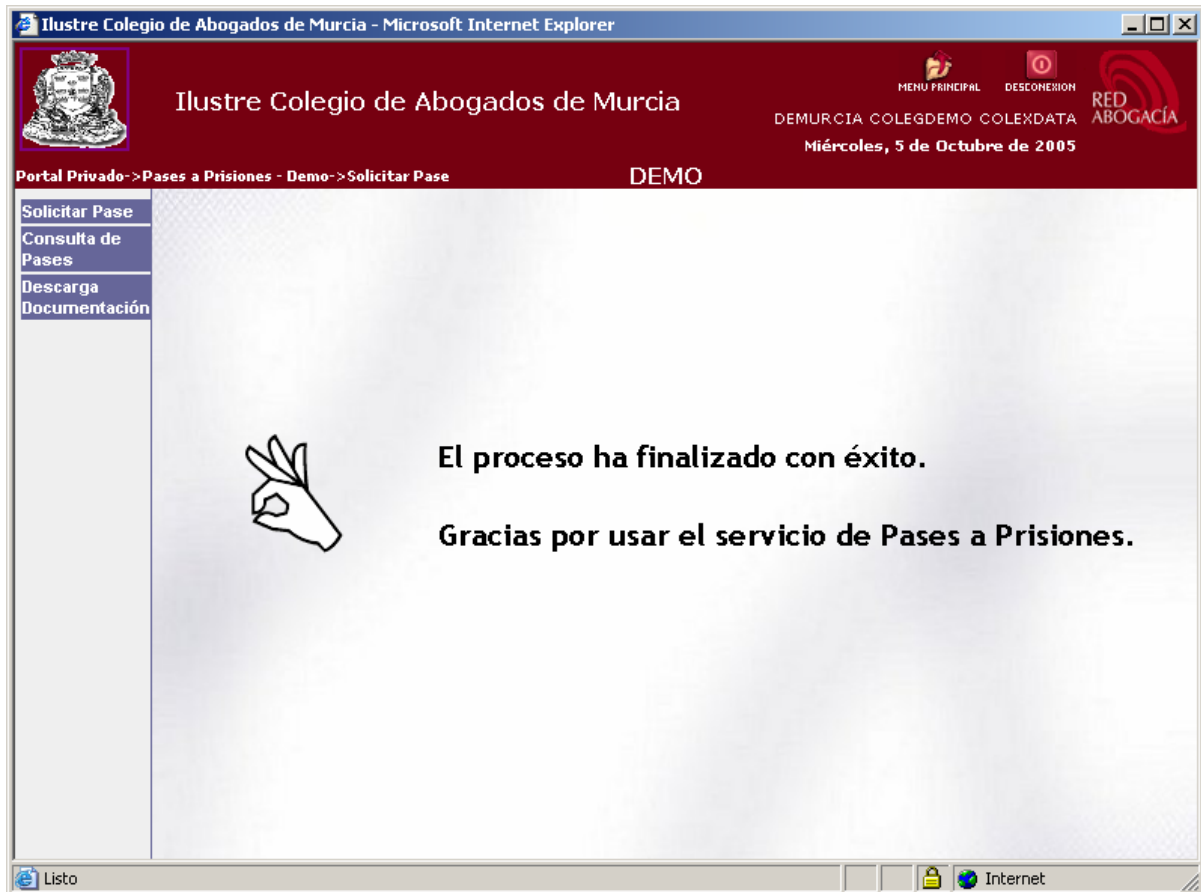 Ilustre Colegio de Abogados de Murcia - Microsoft Internet Explorer
MENU PRINCIPAL DESCONEXION
RED
ABOGACÍA
Ilustre Colegio de Abogados de Murcia
DEMURCIA COLEGDEMO COLEXDATA
Miércoles, 5 de Octubre de 2005
Portal Privado->Pases a Prisiones - Demo->Solicitar Pase
DEMO
Solicitar Pase
Consulta de
Pases
Descarga
Documentación
El proceso ha finalizado con éxito.
Gracias por usar el servicio de Pases a Prisiones.
Listo
Internet